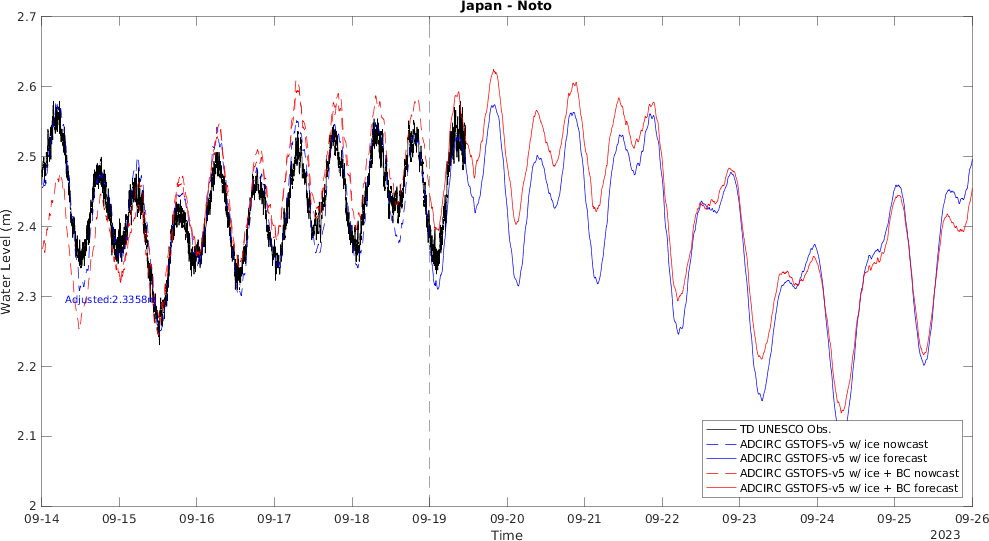 Japan - Noto
2.7
2.6
2.5
2.4
2.3
2.2
2.1
2
Water Level (m)
Adjusted:2.3358m
TD UNESCO Obs.
ADCIRC GSTOFS-v5 w/ ice nowcast
ADCIRC GSTOFS-v5 w/ ice forecast
ADCIRC GSTOFS-v5 w/ ice + BC nowcast
ADCIRC GSTOFS-v5 w/ ice + BC forecast
09-14 09-15 09-16 09-17 09-18 09-19 09-20 09-21 09-22 09-23 09-24 09-25 09-26
Time
2023